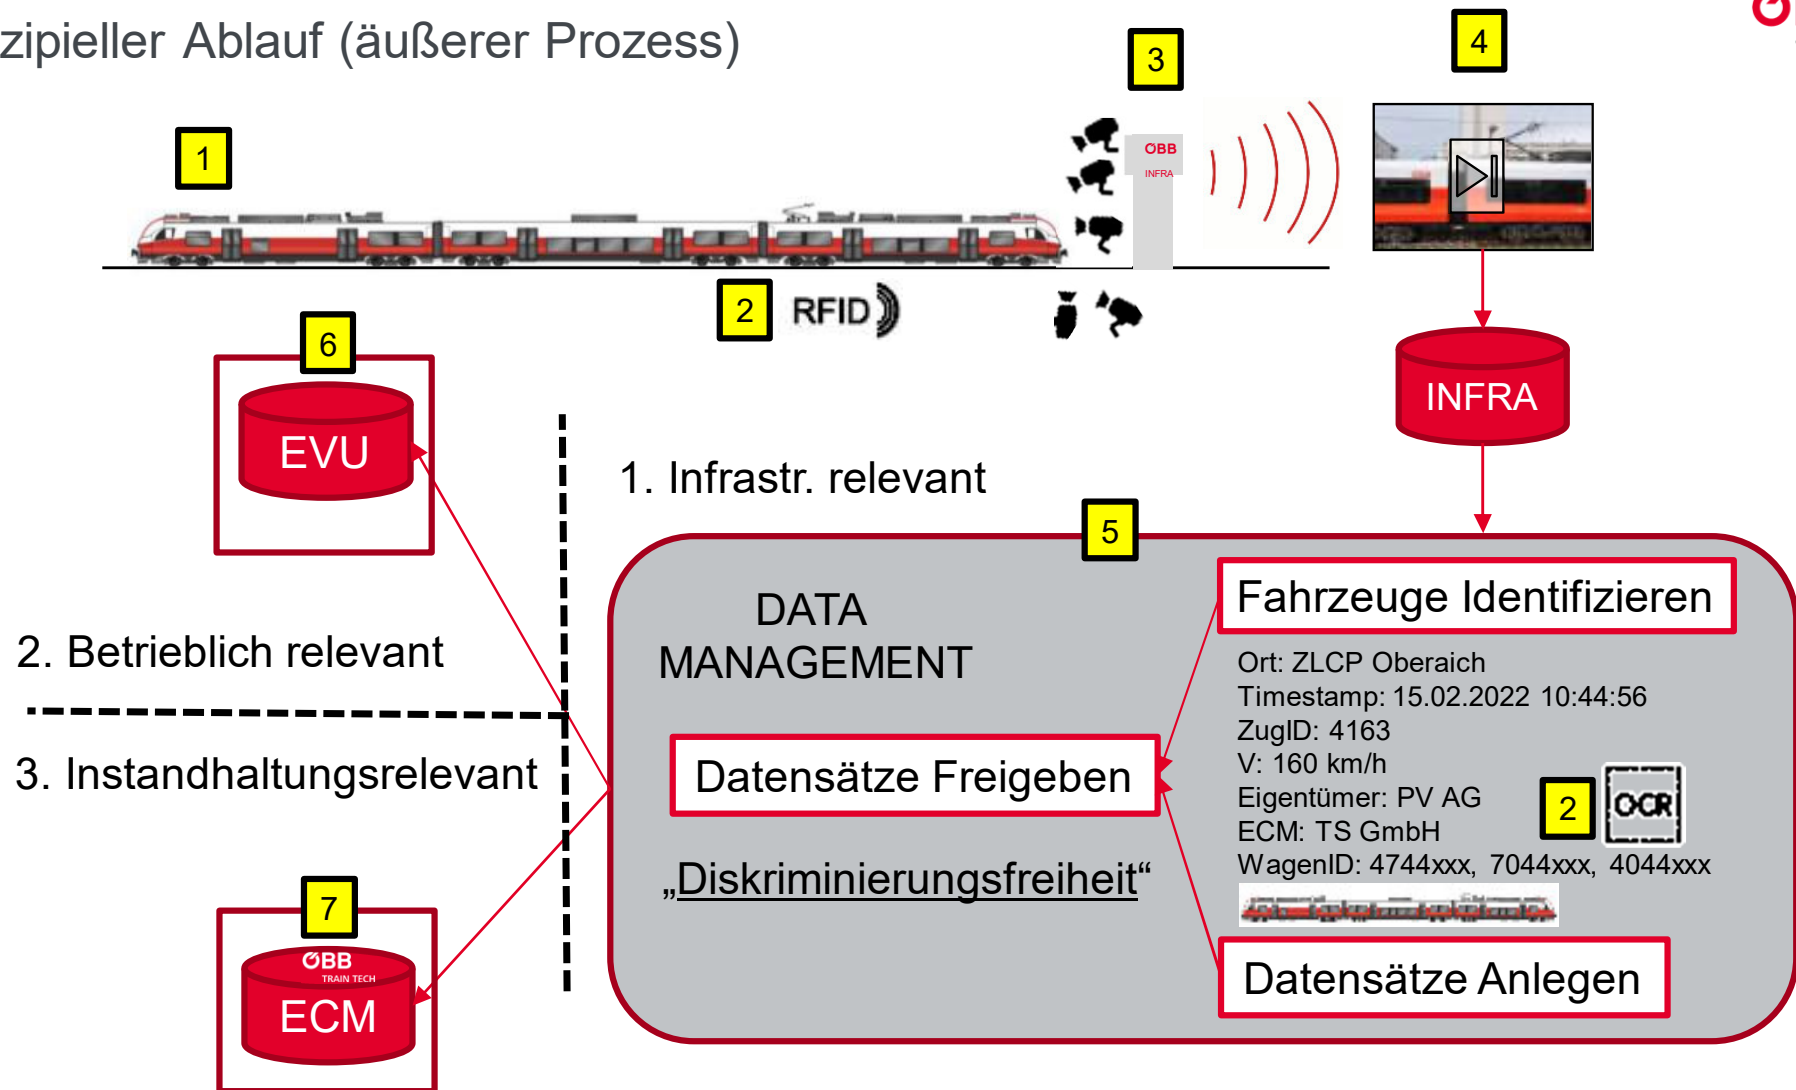 zipieller Ablauf (äußerer Prozess)
3
4
1
ÖBB
INFRA
2
RFID
6
INFRA
EVU
1. Infrastr. relevant
5
Fahrzeuge Identifizieren
DATA
MANAGEMENT
2. Betrieblich relevant
Ort: ZLCP Oberaich
Timestamp: 15.02.2022 10:44:56
ZugID: 4163
V: 160 km/h
Eigentümer: PV AG
ECM: TS GmbH
WagenID: 4744xxx, 7044xxx, 4044xxx
2
OCR
3. Instandhaltungsrelevant
Datensätze Freigeben
„Diskriminierungsfreiheit“
7
ÖBB
TRAIN TECH
ECM
Datensätze Anlegen